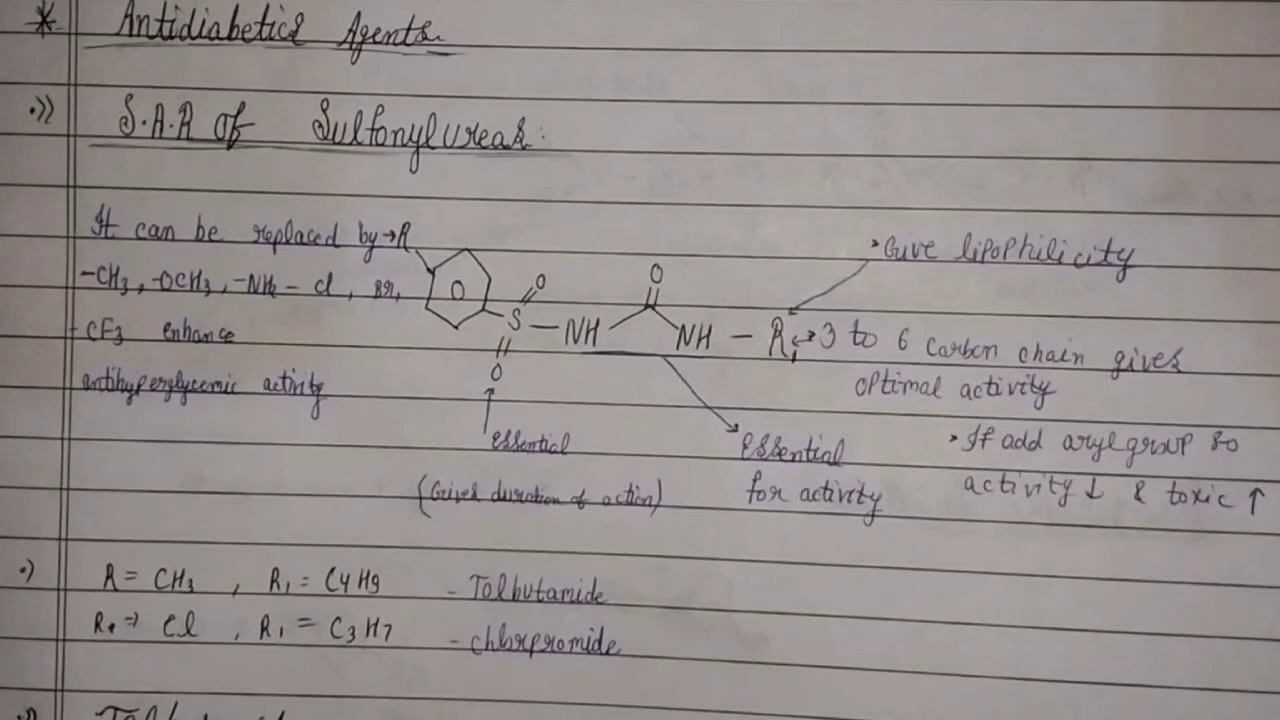 * Antidiabetics Agents
•)) S.A.R of Sulfonylureas:
It can be replaced by → R
-CH3, -OCH3, -NH2 - Cl, Br,
- CF3 enhance
antihyperglycemic activity
O
O
S
O
NH
O
NH
R1
• Give lipophilicity
→ 3 to 6 carbon chain gives
optimal activity
• If add aryl group so
activity ↓ & toxic ↑
Essential
(Gives duration of action)
Essential
for activity
•) R = CH3 , R1 = C4H9 - Tolbutamide
R ⇒ Cl , R1 = C3H7 - chlorpromide